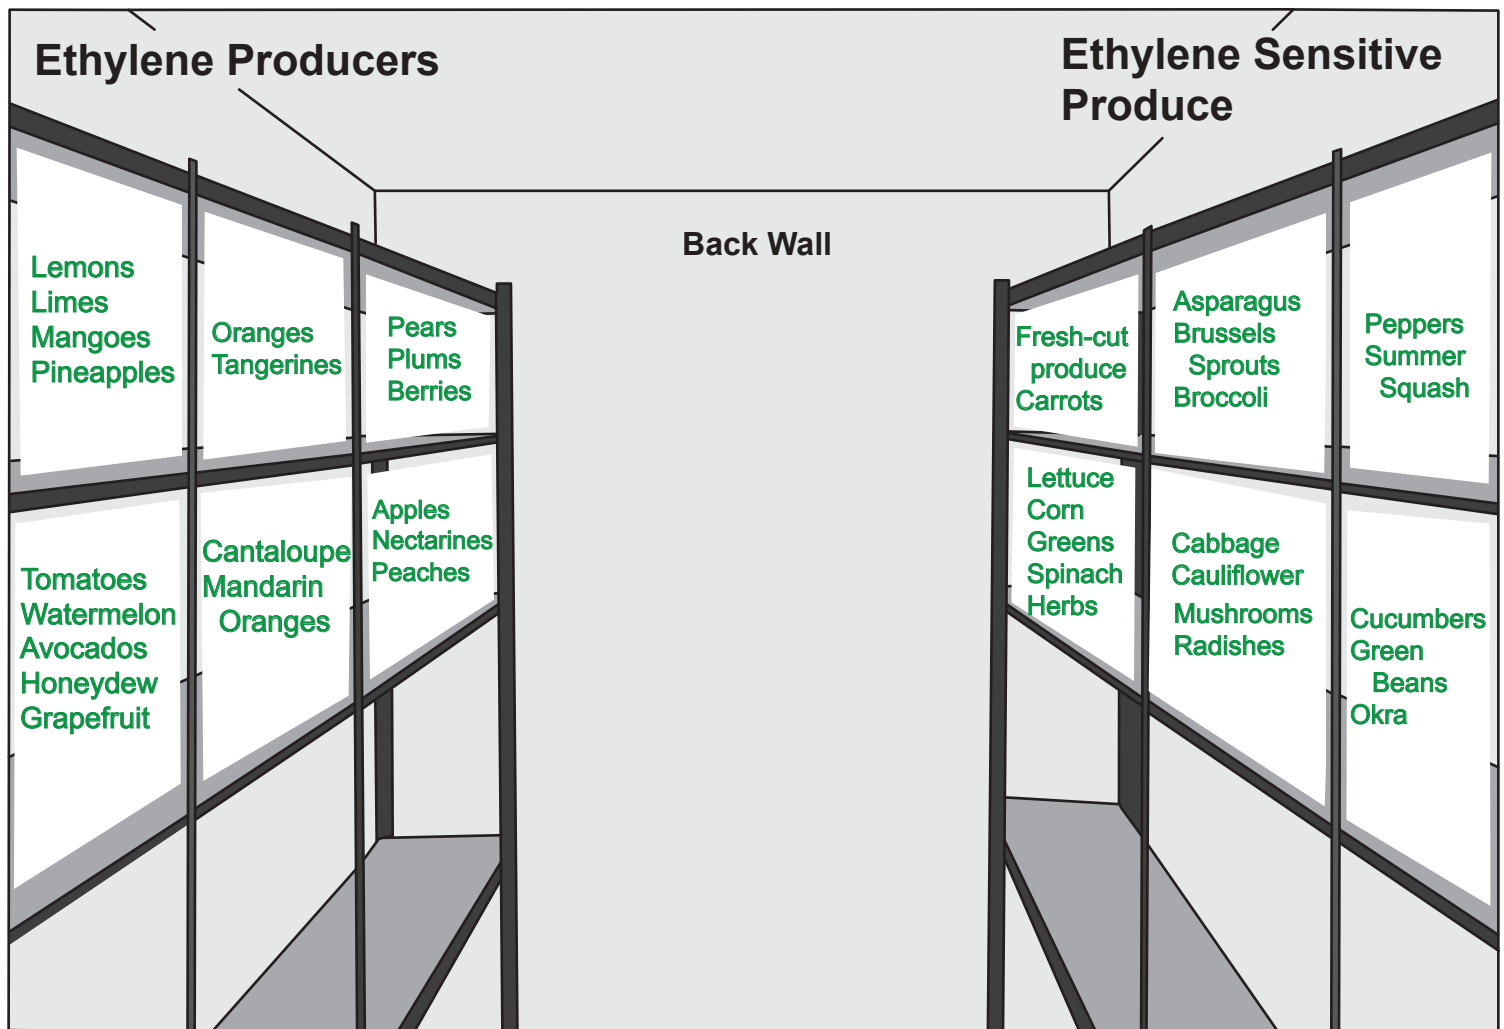 Ethylene Producers
Ethylene Sensitive
Produce
Back Wall
Lemons
Limes
Mangoes
Pineapples
Oranges
Tangerines
Pears
Plums
Berries
Tomatoes
Watermelon
Avocados
Honeydew
Grapefruit
Cantaloupe
Mandarin
Oranges
Apples
Nectarines
Peaches
Fresh-cut
produce
Carrots
Asparagus
Brussels
Sprouts
Broccoli
Peppers
Summer
Squash
Lettuce
Corn
Greens
Spinach
Herbs
Cabbage
Cauliflower
Mushrooms
Radishes
Cucumbers
Green
Beans
Okra